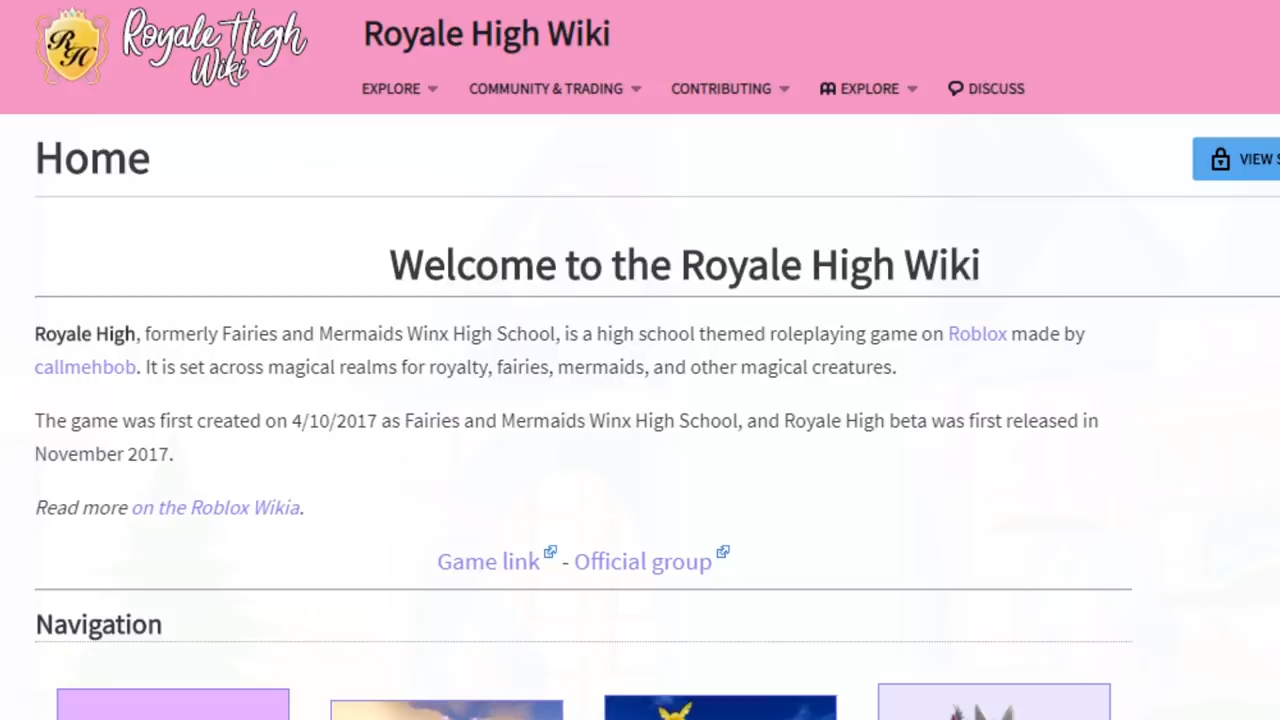 RH
Royale High
Wiki
Royale High Wiki
EXPLORE COMMUNITY & TRADING CONTRIBUTING EXPLORE DISCUSS
Home
VIEW S
Welcome to the Royale High Wiki
Royale High, formerly Fairies and Mermaids Winx High School, is a high school themed roleplaying game on Roblox made by
callmehbob. It is set across magical realms for royalty, fairies, mermaids, and other magical creatures.
The game was first created on 4/10/2017 as Fairies and Mermaids Winx High School, and Royale High beta was first released in
November 2017.
Read more on the Roblox Wikia.
Game link - Official group
Navigation